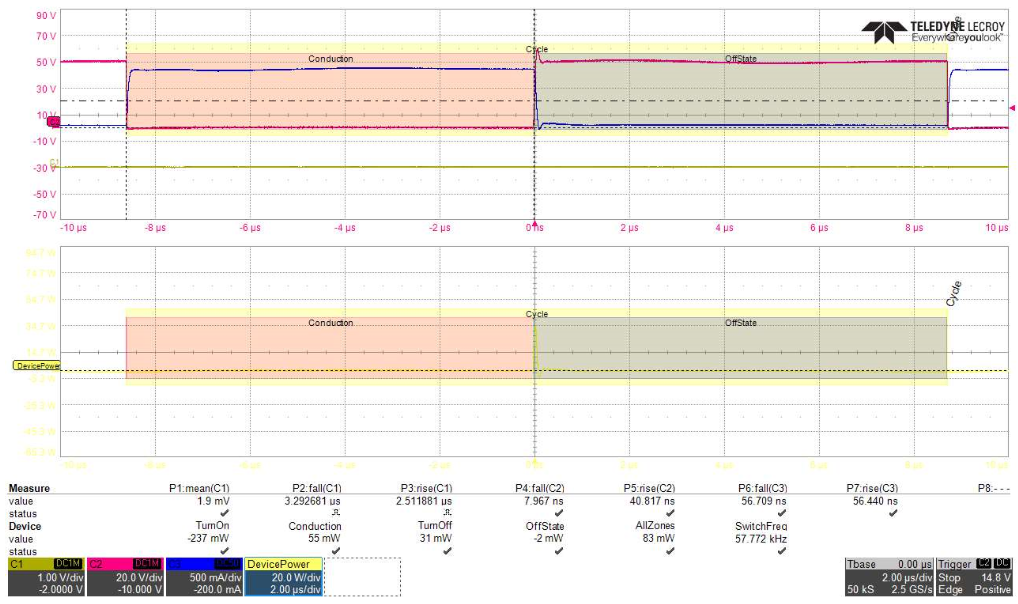 90 V
TELEDYNE LECROY
Everywhereyoulook
Cycle
70 V
Cycle
50 V
Conduction
OffState
30 V
10 V
C2
-10 V
C1
-30 V
-50 V
-70 V
-10 µs
-8 µs
-6 µs
-4 µs
-2 µs
0 ns
2 µs
4 µs
6 µs
8 µs
10 µs
Cycle
Cycle
Conduction
OffState
DevicePower
Measure P1:mean(C1) P2:fall(C1) P3:rise(C1) P4:fall(C2) P5:rise(C2) P6:fall(C3) P7:rise(C3) P8:- - -
value 1.9 mV 3.292681 µs 2.511881 µs 7.967 ns 40.817 ns 56.709 ns 56.440 ns
status
Device TurnOn Conduction TurnOff OffState AllZones SwitchFreq
value -237 mW 55 mW 31 mW -2 mW 83 mW 57.772 kHz
status
C1 DC1M C2 DC1M DevicePower Tbase 0.00 µs Trigger C2 DC
1.00 V/div 20.0 V/div 500 mA/div 20.0 W/div 2.00 µs/div Stop 14.8 V
-2.0000 V -10.000 V -200.0 mA 2.00 µs/div 50 kS 2.5 GS/s Edge Positive